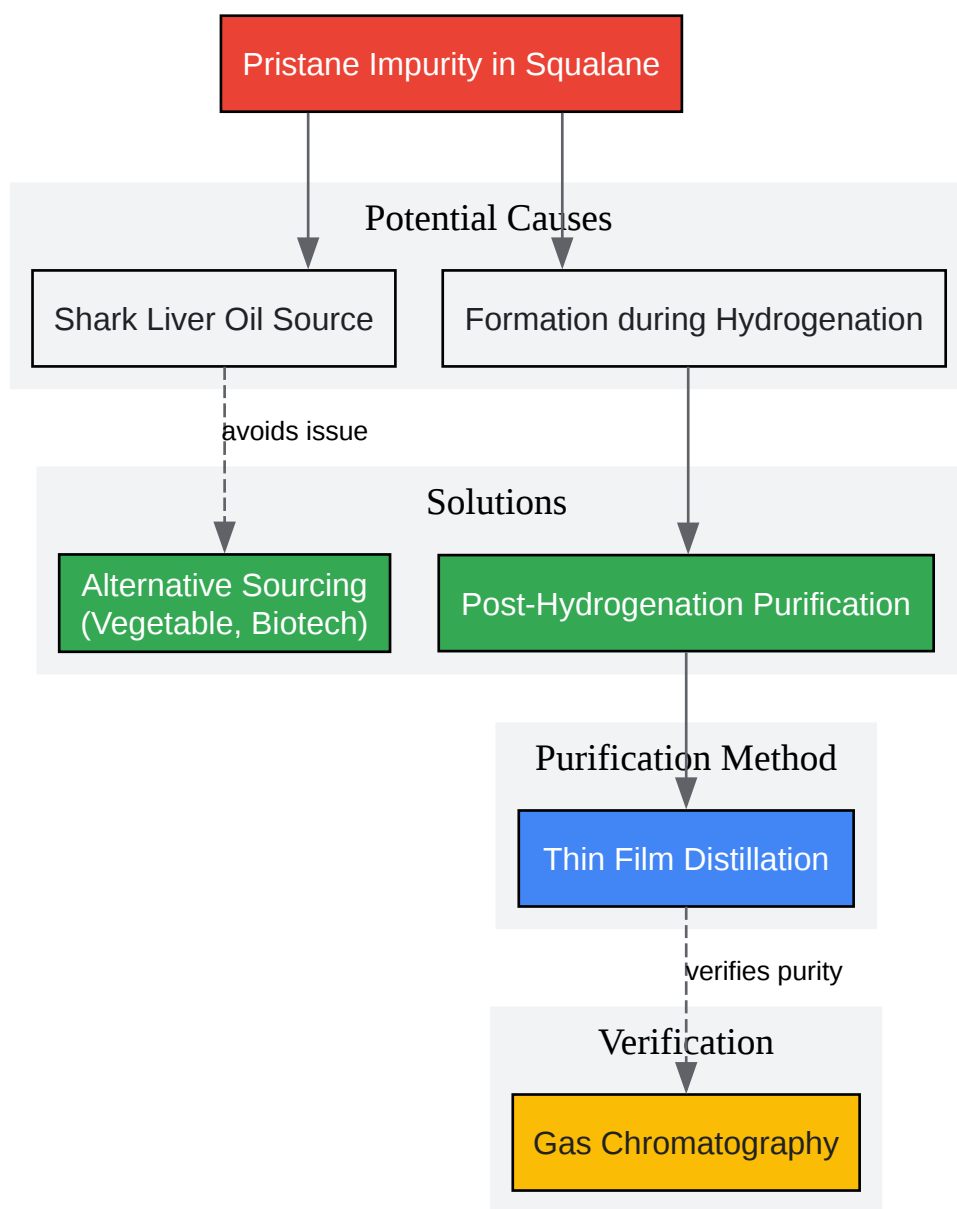 Pristane Impurity in Squalane
Potential Causes
Shark Liver Oil Source
Formation during Hydrogenation
avoids issue
Solutions
Alternative Sourcing
(Vegetable, Biotech)
Post-Hydrogenation Purification
Purification Method
Thin Film Distillation
verifies purity
Verification
Gas Chromatography